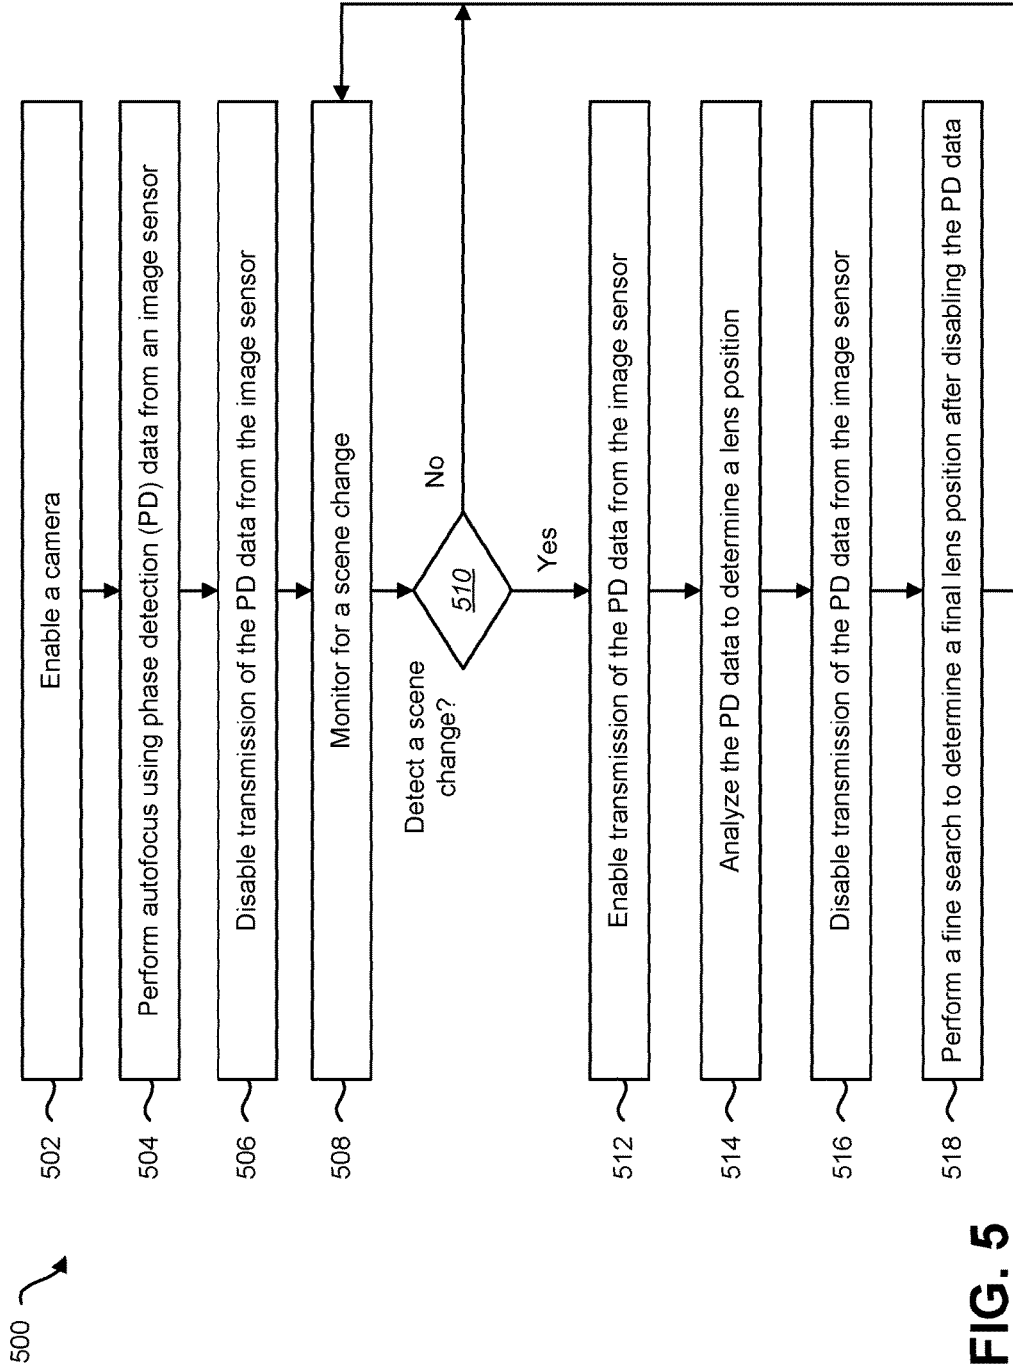 500
502
Enable a camera
504
Perform autofocus using phase detection (PD) data from an image sensor
506
Disable transmission of the PD data from the image sensor
508
Monitor for a scene change
Detect a scene
change?
510
No
Yes
512
Enable transmission of the PD data from the image sensor
514
Analyze the PD data to determine a lens position
516
Disable transmission of the PD data from the image sensor
518
Perform a fine search to determine a final lens position after disabling the PD data
FIG. 5